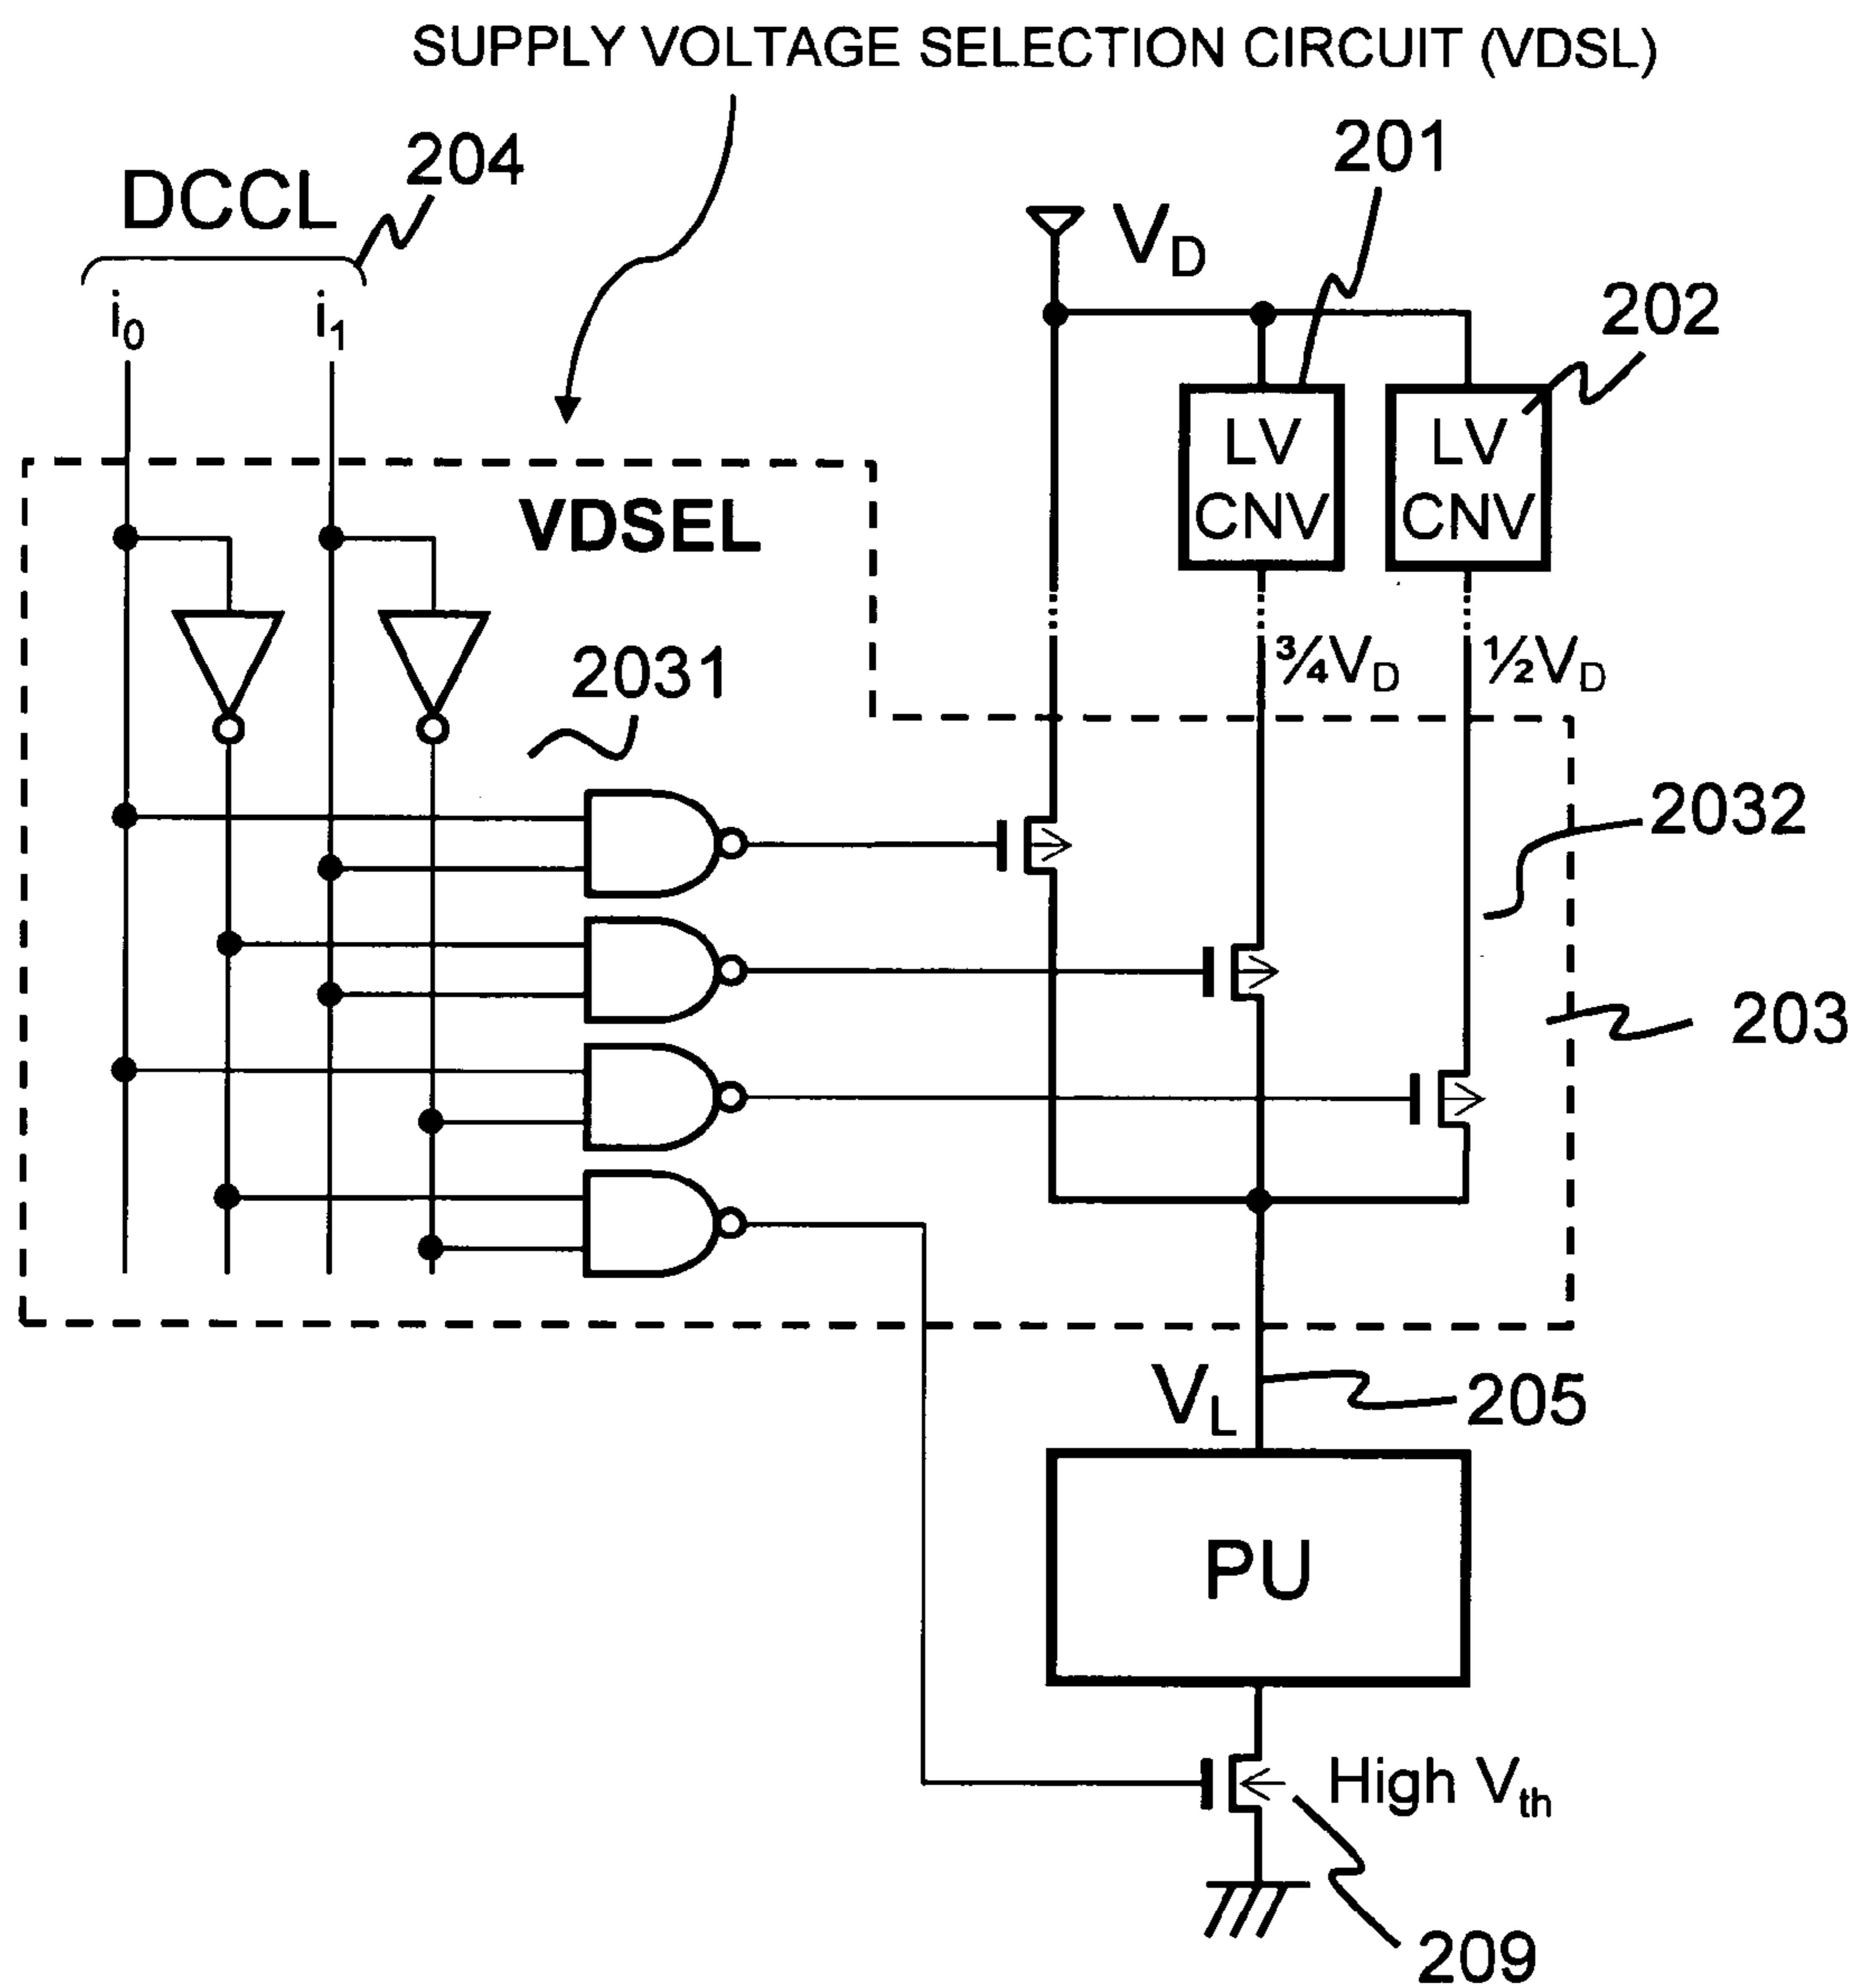 SUPPLY VOLTAGE SELECTION CIRCUIT (VDSL)
204
201
DCCL
V_D
i_0
i_1
202
LV CNV
LV CNV
VDSEL
2031
¾V_D
½V_D
2032
203
V_L
205
PU
High V_th
209